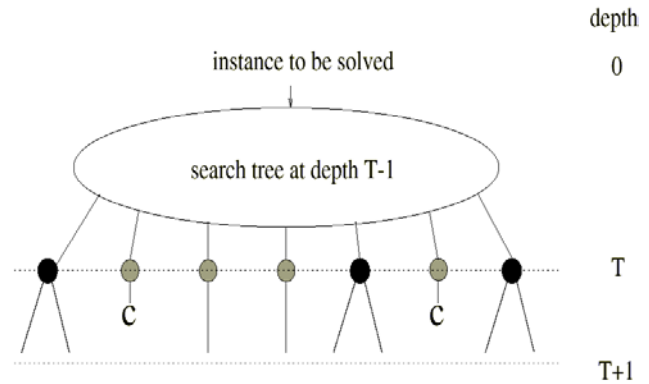 depth
instance to be solved
0
search tree at depth T-1
T
C
C
T+1